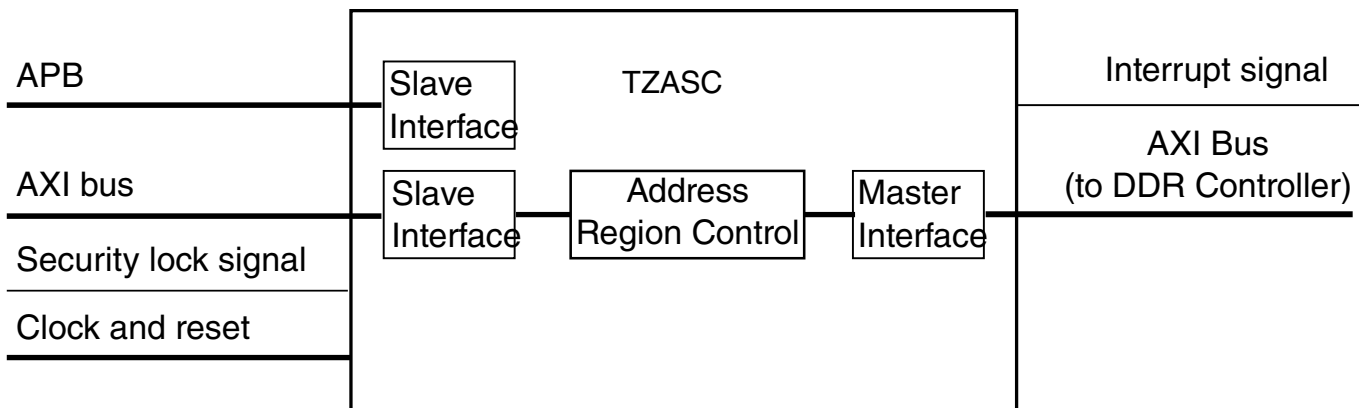 APB
Slave
Interface
TZASC
Interrupt signal
AXI bus
Slave
Interface
Address
Region Control
Master
Interface
AXI Bus
(to DDR Controller)
Security lock signal
Clock and reset